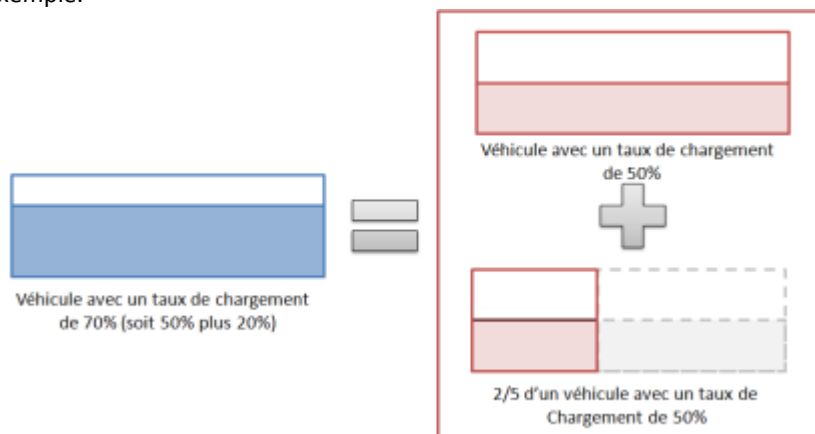 Véhicule avec un taux de chargement
de 50%
Véhicule avec un taux de chargement
de 70% (soit 50% plus 20%)
2/5 d'un véhicule avec un taux de
Chargement de 50%